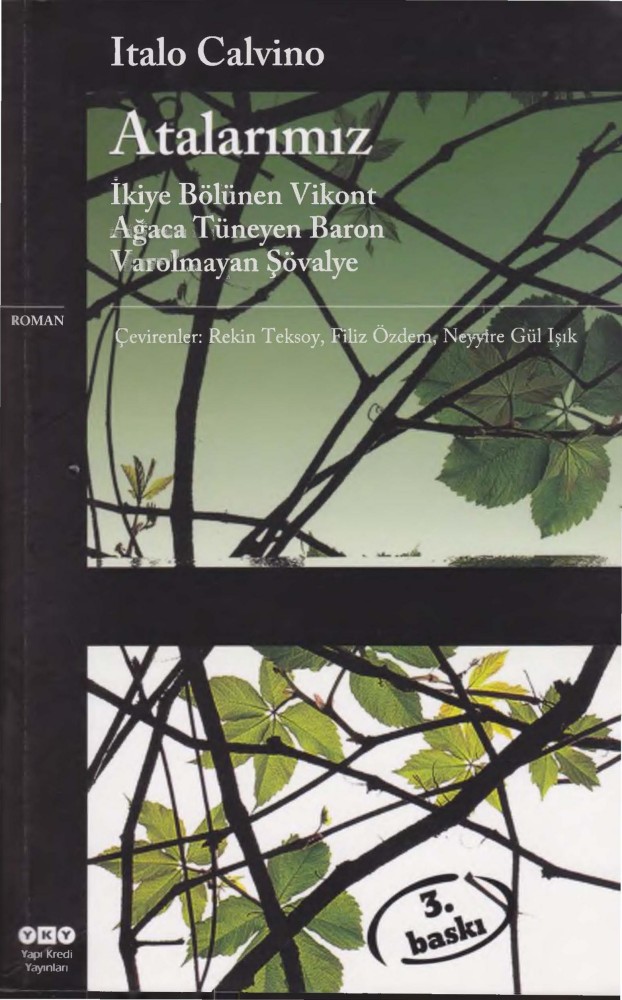 Italo Calvino
Atalarımız
İkiye Bölünen Vikont
Ağaca Tüneyen Baron
Varolmayan Şövalye
ROMAN
Çevirenler: Rekin Teksoy, Filiz Özdem, Neyyire Gül Işık
3.
baskı
YKY
Yapı Kredi
Yayınları